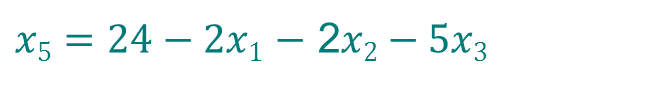 x₅ = 24 − 2x₁ − 2x₂ − 5x₃